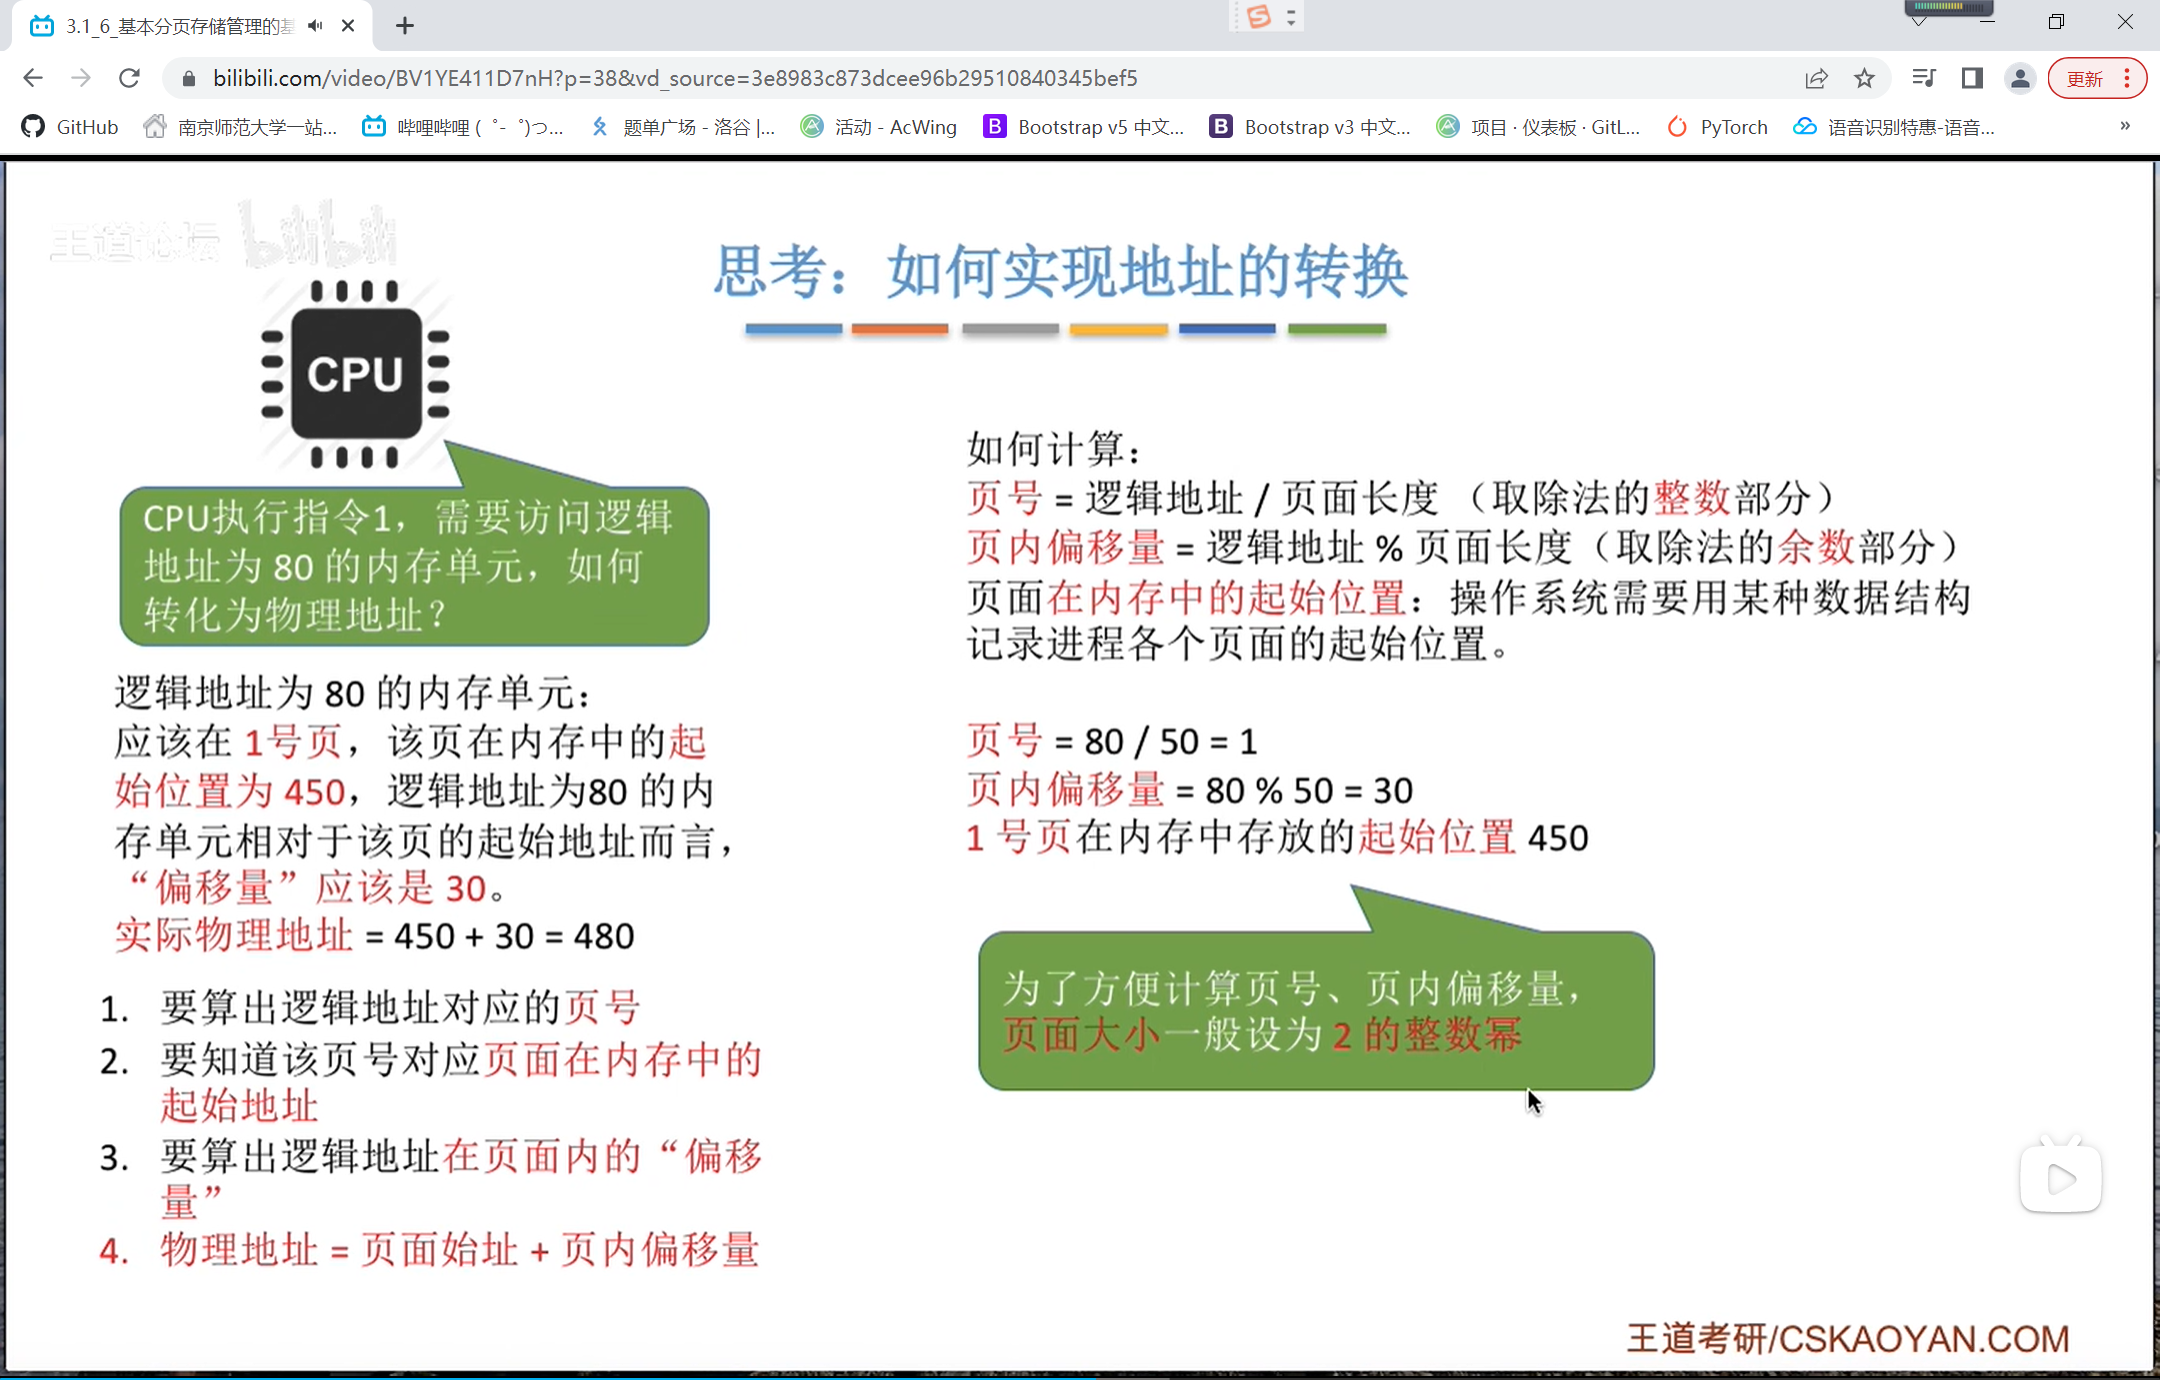 3.1_6_基本分页存储管理的基
bilibili.com/video/BV1YE411D7nH?p=38&vd_source=3e8983c873dcee96b29510840345bef5
更新
GitHub
南京师范大学一站...
哔哩哔哩 ( ゜- ゜)つ...
题单广场 - 洛谷 |...
活动 - AcWing
Bootstrap v5 中文...
Bootstrap v3 中文...
项目 · 仪表板 · GitL...
PyTorch
语音识别特惠-语音...
王道论坛 bilibili
思考：如何实现地址的转换
CPU
CPU执行指令1，需要访问逻辑
地址为 80 的内存单元，如何
转化为物理地址？
逻辑地址为 80 的内存单元：
应该在 1号页，该页在内存中的起
始位置为 450，逻辑地址为80 的内
存单元相对于该页的起始地址而言，
“偏移量”应该是 30。
实际物理地址 = 450 + 30 = 480
1. 要算出逻辑地址对应的页号
2. 要知道该页号对应页面在内存中的
起始地址
3. 要算出逻辑地址在页面内的“偏移
量”
4. 物理地址 = 页面始址 + 页内偏移量
如何计算：
页号 = 逻辑地址 / 页面长度 （取除法的整数部分）
页内偏移量 = 逻辑地址 % 页面长度（取除法的余数部分）
页面在内存中的起始位置：操作系统需要用某种数据结构
记录进程各个页面的起始位置。
页号 = 80 / 50 = 1
页内偏移量 = 80 % 50 = 30
1 号页在内存中存放的起始位置 450
为了方便计算页号、页内偏移量，
页面大小一般设为 2 的整数幂
王道考研/CSKAOYAN.COM